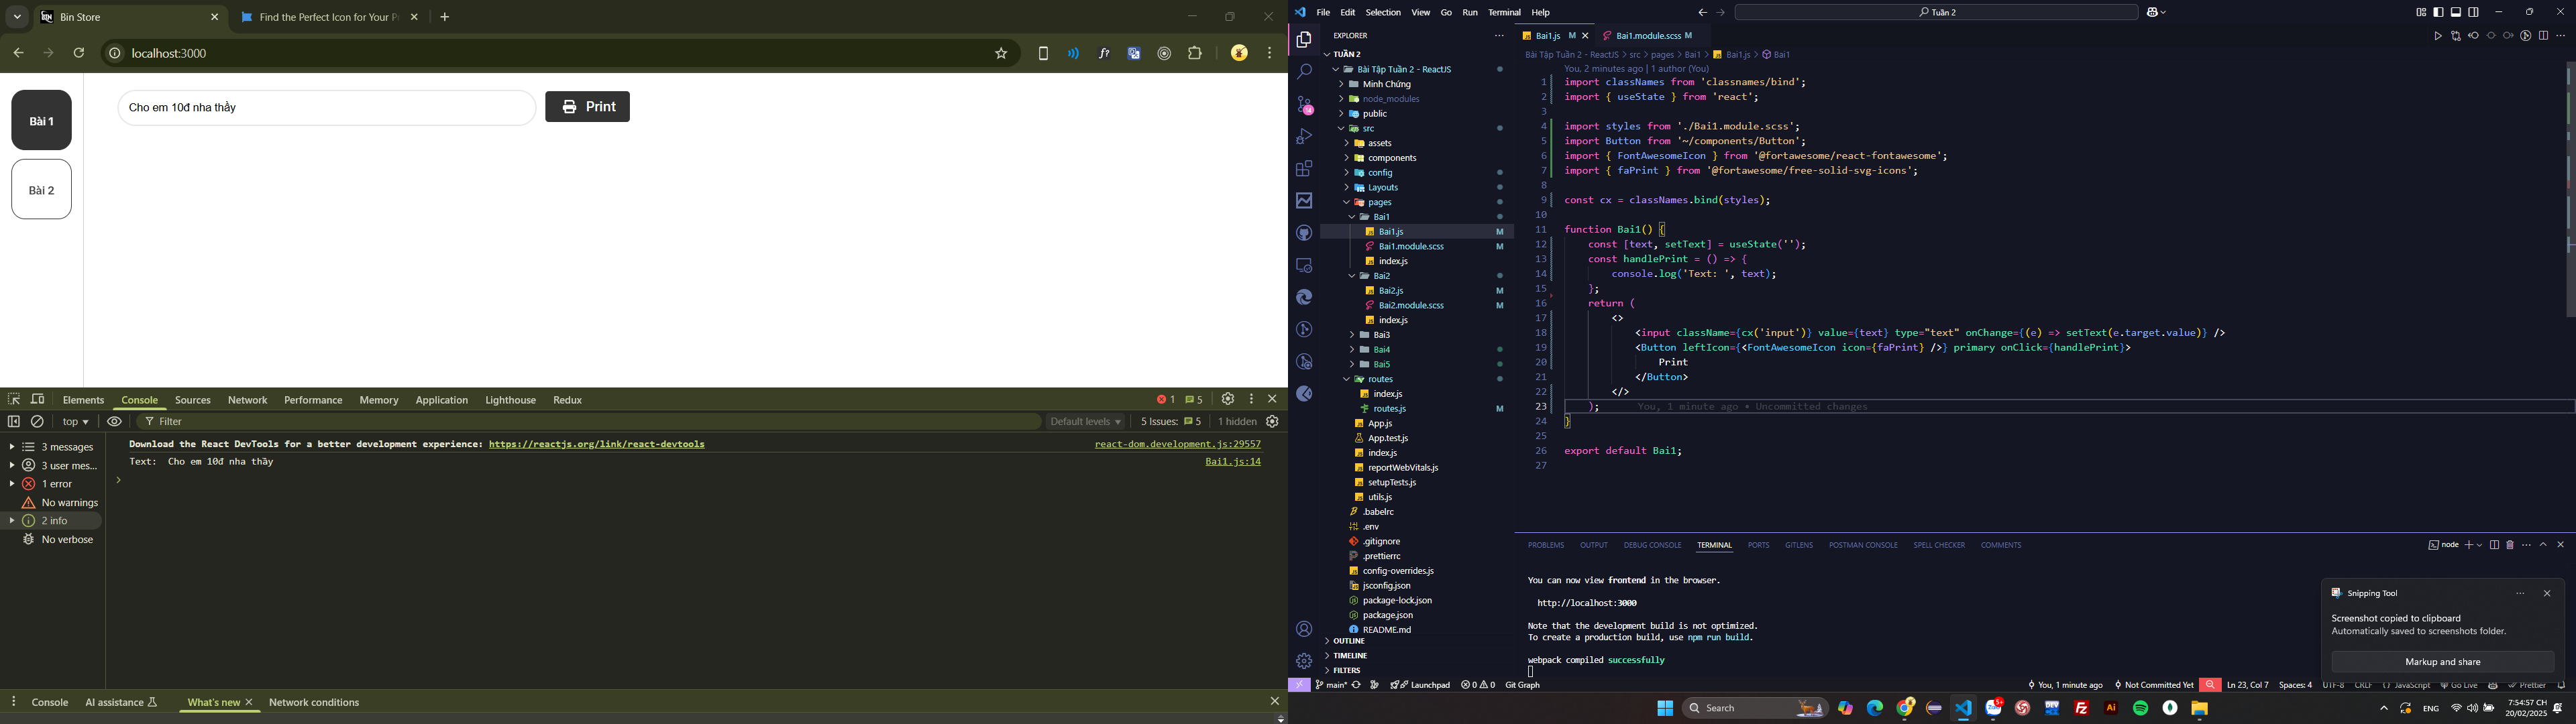 Bin Store
Find the Perfect Icon for Your P
localhost:3000
Bài 1
Bài 2
Cho em 10đ nha thầy
Print
Elements
Console
Sources
Network
Performance
Memory
Application
Lighthouse
Redux
1
5
top
Filter
Default levels
5 Issues:
5
1 hidden
3 messages
3 user mes...
1 error
No warnings
2 info
No verbose
Download the React DevTools for a better development experience: https://reactjs.org/link/react-devtools
react-dom.development.js:29557
Text:  Cho em 10đ nha thầy
Bai1.js:14
Console
AI assistance
What's new
Network conditions
File
Edit
Selection
View
Go
Run
Terminal
Help
Tuần 2
EXPLORER
TUẦN 2
Bài Tập Tuần 2 - ReactJS
Minh Chứng
node_modules
public
src
assets
components
config
Layouts
pages
Bai1
Bai1.js M
Bai1.module.scss M
index.js
Bai2
Bai2.js M
Bai2.module.scss M
index.js
Bai3
Bai4
Bai5
routes
index.js
routes.js M
App.js
App.test.js
index.js
reportWebVitals.js
setupTests.js
utils.js
.babelrc
.env
.gitignore
.prettierrc
config-overrides.js
jsconfig.json
package-lock.json
package.json
README.md
OUTLINE
TIMELINE
FILTERS
14
Bai1.js M
Bai1.module.scss M
Bài Tập Tuần 2 - ReactJS > src > pages > Bai1 > Bai1.js > Bai1
You, 2 minutes ago | 1 author (You)
1 import classNames from 'classnames/bind';
2 import { useState } from 'react';
3
4 import styles from './Bai1.module.scss';
5 import Button from '~/components/Button';
6 import { FontAwesomeIcon } from '@fortawesome/react-fontawesome';
7 import { faPrint } from '@fortawesome/free-solid-svg-icons';
8
9 const cx = classNames.bind(styles);
10
11 function Bai1() {
12 const [text, setText] = useState('');
13 const handlePrint = () => {
14 console.log('Text: ', text);
15 };
16 return (
17 <>
18 <input className={cx('input')} value={text} type="text" onChange={(e) => setText(e.target.value)} />
19 <Button leftIcon={<FontAwesomeIcon icon={faPrint} />} primary onClick={handlePrint}>
20 Print
21 </Button>
22 </>
23 ); You, 1 minute ago • Uncommitted changes
24 }
25
26 export default Bai1;
27
PROBLEMS
OUTPUT
DEBUG CONSOLE
TERMINAL
PORTS
GITLENS
POSTMAN CONSOLE
SPELL CHECKER
COMMENTS
node
You can now view frontend in the browser.
http://localhost:3000
Note that the development build is not optimized.
To create a production build, use npm run build.
webpack compiled successfully
Snipping Tool
Screenshot copied to clipboard
Automatically saved to screenshots folder.
Markup and share
main*
Launchpad
0 0
Git Graph
You, 1 minute ago
Not Committed Yet
Ln 23, Col 7
Spaces: 4
UTF-8
CRLF
JavaScript
Go Live
Prettier
Search
ENG
7:54:57 CH
20/02/2025